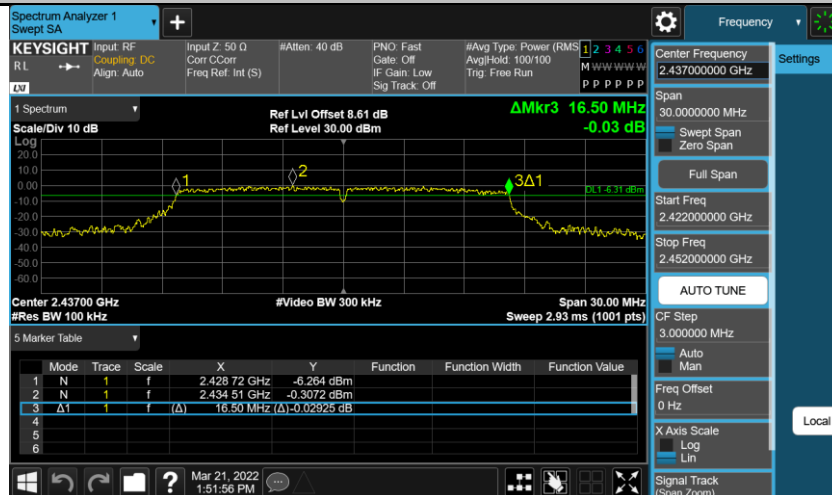 Spectrum Analyzer 1
Swept SA
Frequency
KEYSIGHT
RL
LXI
Input: RF
Coupling: DC
Align: Auto
Input Z: 50 Ω
Corr CCorr
Freq Ref: Int (S)
#Atten: 40 dB
PNO: Fast
Gate: Off
IF Gain: Low
Sig Track: Off
#Avg Type: Power (RMS
Avg|Hold: 100/100
Trig: Free Run
1 2 3 4 5 6
M W W W W W
P P P P P P
1 Spectrum
Scale/Div 10 dB
Ref Lvl Offset 8.61 dB
Ref Level 30.00 dBm
ΔMkr3 16.50 MHz
-0.03 dB
Log
20.0
10.0
0.00
-10.0
-20.0
-30.0
-40.0
-50.0
-60.0
1
2
3Δ1
DL1 -6.31 dBm
Center 2.43700 GHz
#Video BW 300 kHz
Span 30.00 MHz
#Res BW 100 kHz
Sweep 2.93 ms (1001 pts)
5 Marker Table
Mode Trace Scale X Y Function Function Width Function Value
1 N 1 f 2.428 72 GHz -6.264 dBm
2 N 1 f 2.434 51 GHz -0.3072 dBm
3 Δ1 1 f (Δ) 16.50 MHz (Δ) -0.02925 dB
4
5
6
?
Mar 21, 2022
1:51:56 PM
Center Frequency
2.437000000 GHz
Span
30.0000000 MHz
Swept Span
Zero Span
Full Span
Start Freq
2.422000000 GHz
Stop Freq
2.452000000 GHz
AUTO TUNE
CF Step
3.000000 MHz
Auto
Man
Freq Offset
0 Hz
X Axis Scale
Log
Lin
Signal Track
(Span Zoom)
Settings
Local